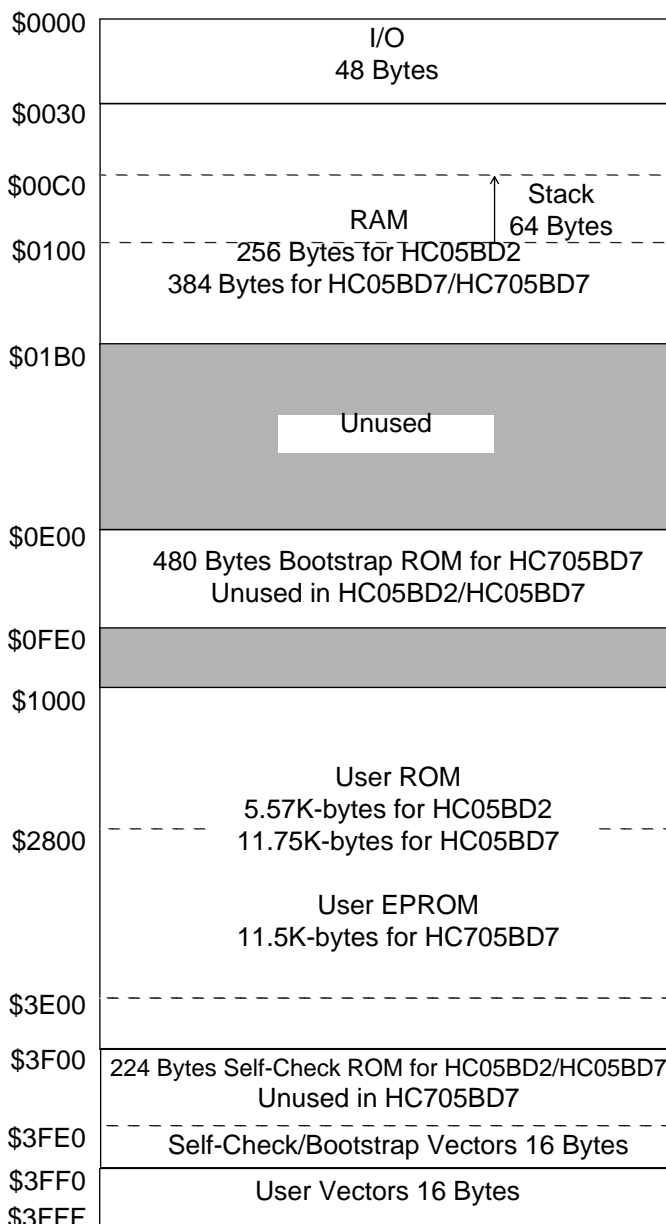 $0000
I/O
48 Bytes
$0030
$00C0
Stack
64 Bytes
RAM
$0100
256 Bytes for HC05BD2
384 Bytes for HC05BD7/HC705BD7
$01B0
Unused
$0E00
480 Bytes Bootstrap ROM for HC705BD7
Unused in HC05BD2/HC05BD7
$0FE0
$1000
User ROM
5.57K-bytes for HC05BD2
$2800
11.75K-bytes for HC05BD7
User EPROM
11.5K-bytes for HC705BD7
$3E00
$3F00
224 Bytes Self-Check ROM for HC05BD2/HC05BD7
Unused in HC705BD7
$3FE0
Self-Check/Bootstrap Vectors 16 Bytes
$3FF0
User Vectors 16 Bytes
$3FFF